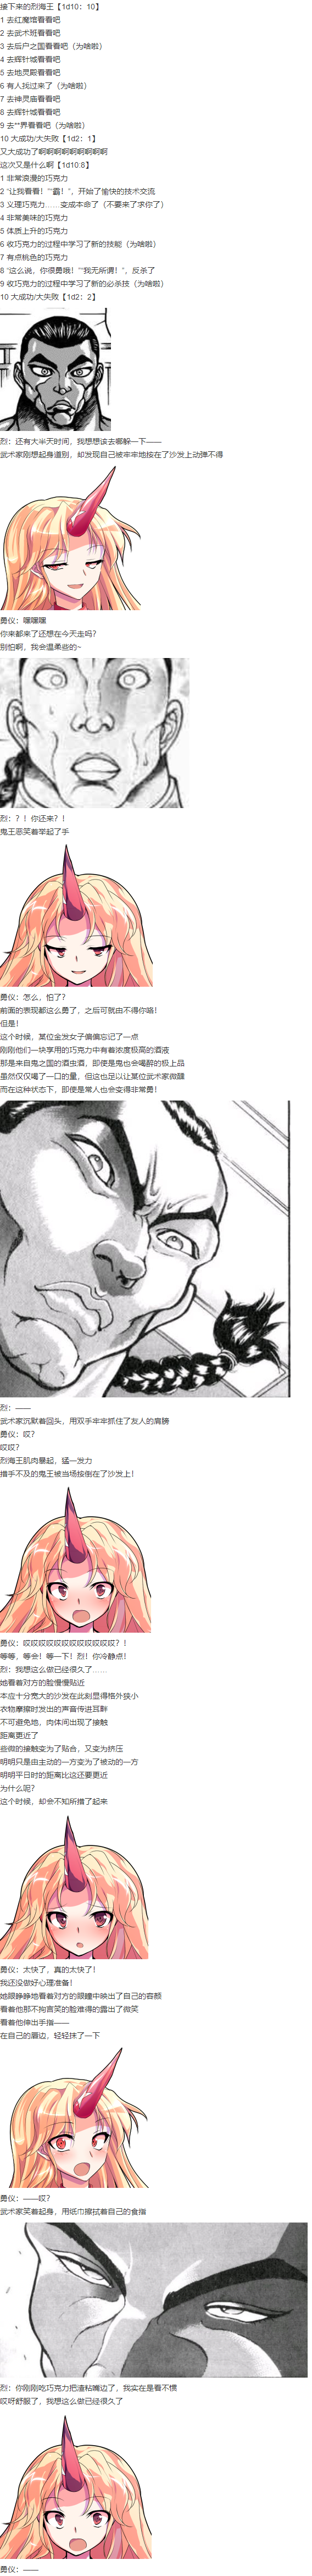 接下来的烈海王【1d10：10】
1 去红魔馆看看吧
2 去武术班看看吧
3 去后户之国看看吧（为啥啦）
4 去辉针城看看吧
5 去地灵殿看看吧
6 有人找过来了（为啥啦）
7 去神灵庙看看吧
8 去辉针城看看吧
9 去**界看看吧（为啥啦）
10 大成功/大失败【1d2：1】
又大成功了啊啊啊啊啊啊啊啊啊
这次又是什么啊【1d10:8】
1 非常浪漫的巧克力
2 “让我看看！”“霸！”，开始了愉快的技术交流
3 义理巧克力……变成本命了（不要来了求你了）
4 非常美味的巧克力
5 体质上升的巧克力
6 收巧克力的过程中学习了新的技能（为啥啦）
7 有点桃色的巧克力
8 “这么说，你很勇哦！”“我无所谓！”，反杀了
9 收巧克力的过程中学习了新的必杀技（为啥啦）
10 大成功/大失败【1d2：2】
烈：还有大半天时间，我想想该去哪躲一下——
武术家刚想起身道别，却发现自己被牢牢地按在了沙发上动弹不得
勇仪：嘿嘿嘿
你来都来了还想在今天走吗？
别怕啊，我会温柔些的~
烈：？！你还来？！
鬼王恶笑着举起了手
勇仪：怎么，怕了？
前面的表现都这么勇了，之后可就由不得你咯！
但是！
这个时候，某位金发女子偏偏忘记了一点
刚刚他们一块享用的巧克力中有着浓度极高的酒液
那是来自鬼之国的酒虫酒，即使是鬼也会喝醉的极上品
虽然仅仅喝了一口的量，但这也足以让某位武术家微醺
而在这种状态下，即使是常人也会变得非常勇！
烈：——
武术家沉默着回头，用双手牢牢抓住了友人的肩膀
勇仪：哎？
哎哎？
烈海王肌肉暴起，猛一发力
措手不及的鬼王被当场按倒在了沙发上！
勇仪：哎哎哎哎哎哎哎哎哎哎哎哎？！
等等，等会！等一下！烈！你冷静点！
烈：我想这么做已经很久了……
她看着对方的脸慢慢贴近
本应十分宽大的沙发在此刻显得格外狭小
衣物摩擦时发出的声音传进耳畔
不可避免地，肉体间出现了接触
距离更近了
些微的接触变为了贴合，又变为挤压
明明只是由主动的一方变为了被动的一方
明明平日时的距离比这还要更近
为什么呢？
这个时候，却会不知所措了起来
勇仪：太快了，真的太快了！
我还没做好心理准备！
她眼睁睁地看着对方的眼瞳中映出了自己的容颜
看着他那不苟言笑的脸难得的露出了微笑
看着他伸出手指——
在自己的唇边，轻轻抹了一下
勇仪：——哎？
武术家笑着起身，用纸巾擦拭着自己的食指
烈：你刚刚吃巧克力把渣粘嘴边了，我实在是看不惯
哎呀舒服了，我想这么做已经很久了
勇仪：——